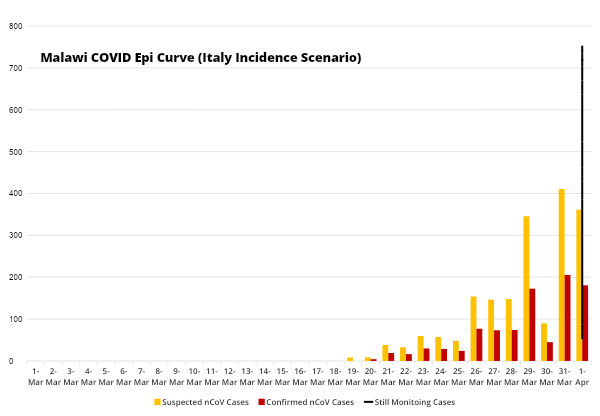 800
Malawi COVID Epi Curve (Italy Incidence Scenario)
700
600
500
400
300
200
100
0
1- 2- 3- 4- 5- 6- 7- 8- 9- 10- 11- 12- 13- 14- 15- 16- 17- 18- 19- 20- 21- 22- 23- 24- 25- 26- 27- 28- 29- 30- 31- 1-
Mar Mar Mar Mar Mar Mar Mar Mar Mar Mar Mar Mar Mar Mar Mar Mar Mar Mar Mar Mar Mar Mar Mar Mar Mar Mar Mar Mar Mar Mar Mar Apr
Suspected nCoV Cases Confirmed nCoV Cases Still Monitoing Cases